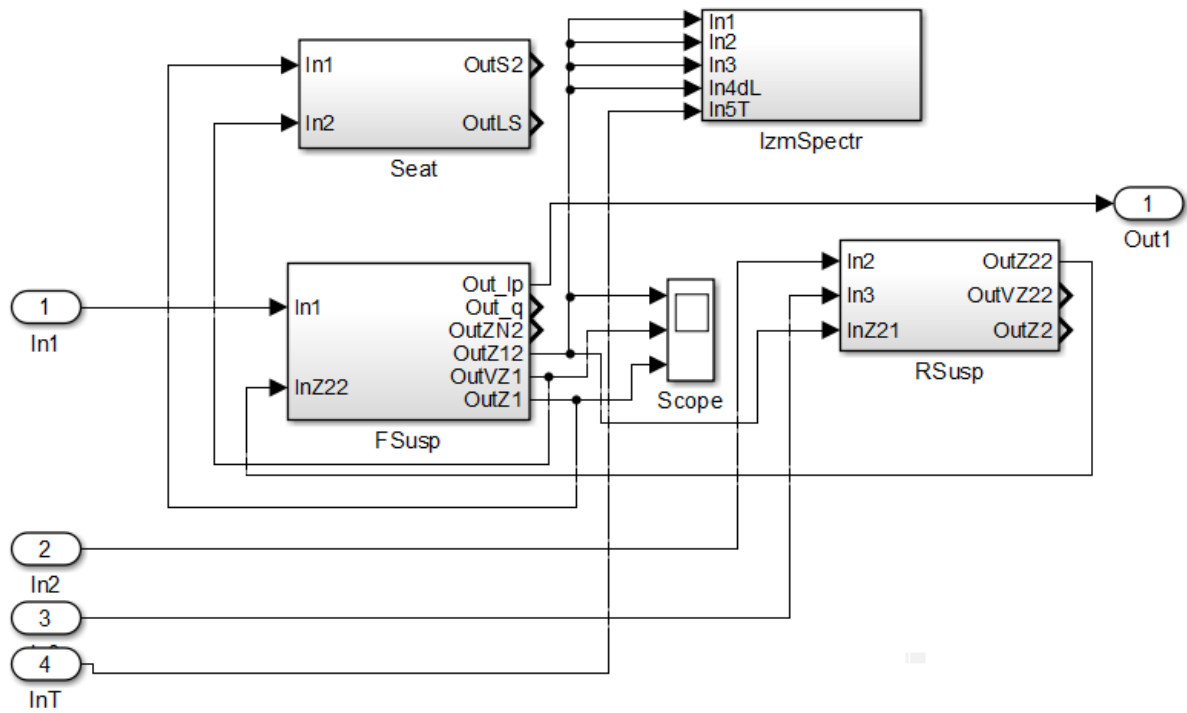 In1
In2
OutS2
OutLS
Seat
In1
In2
In3
In4dL
In5T
IzmSpectr
1
Out1
1
In1
In1
InZ22
Out_lp
Out_q
OutZN2
OutZ12
OutVZ1
OutZ1
FSusp
Scope
In2
In3
InZ21
OutZ22
OutVZ22
OutZ2
RSusp
2
In2
3
4
InT